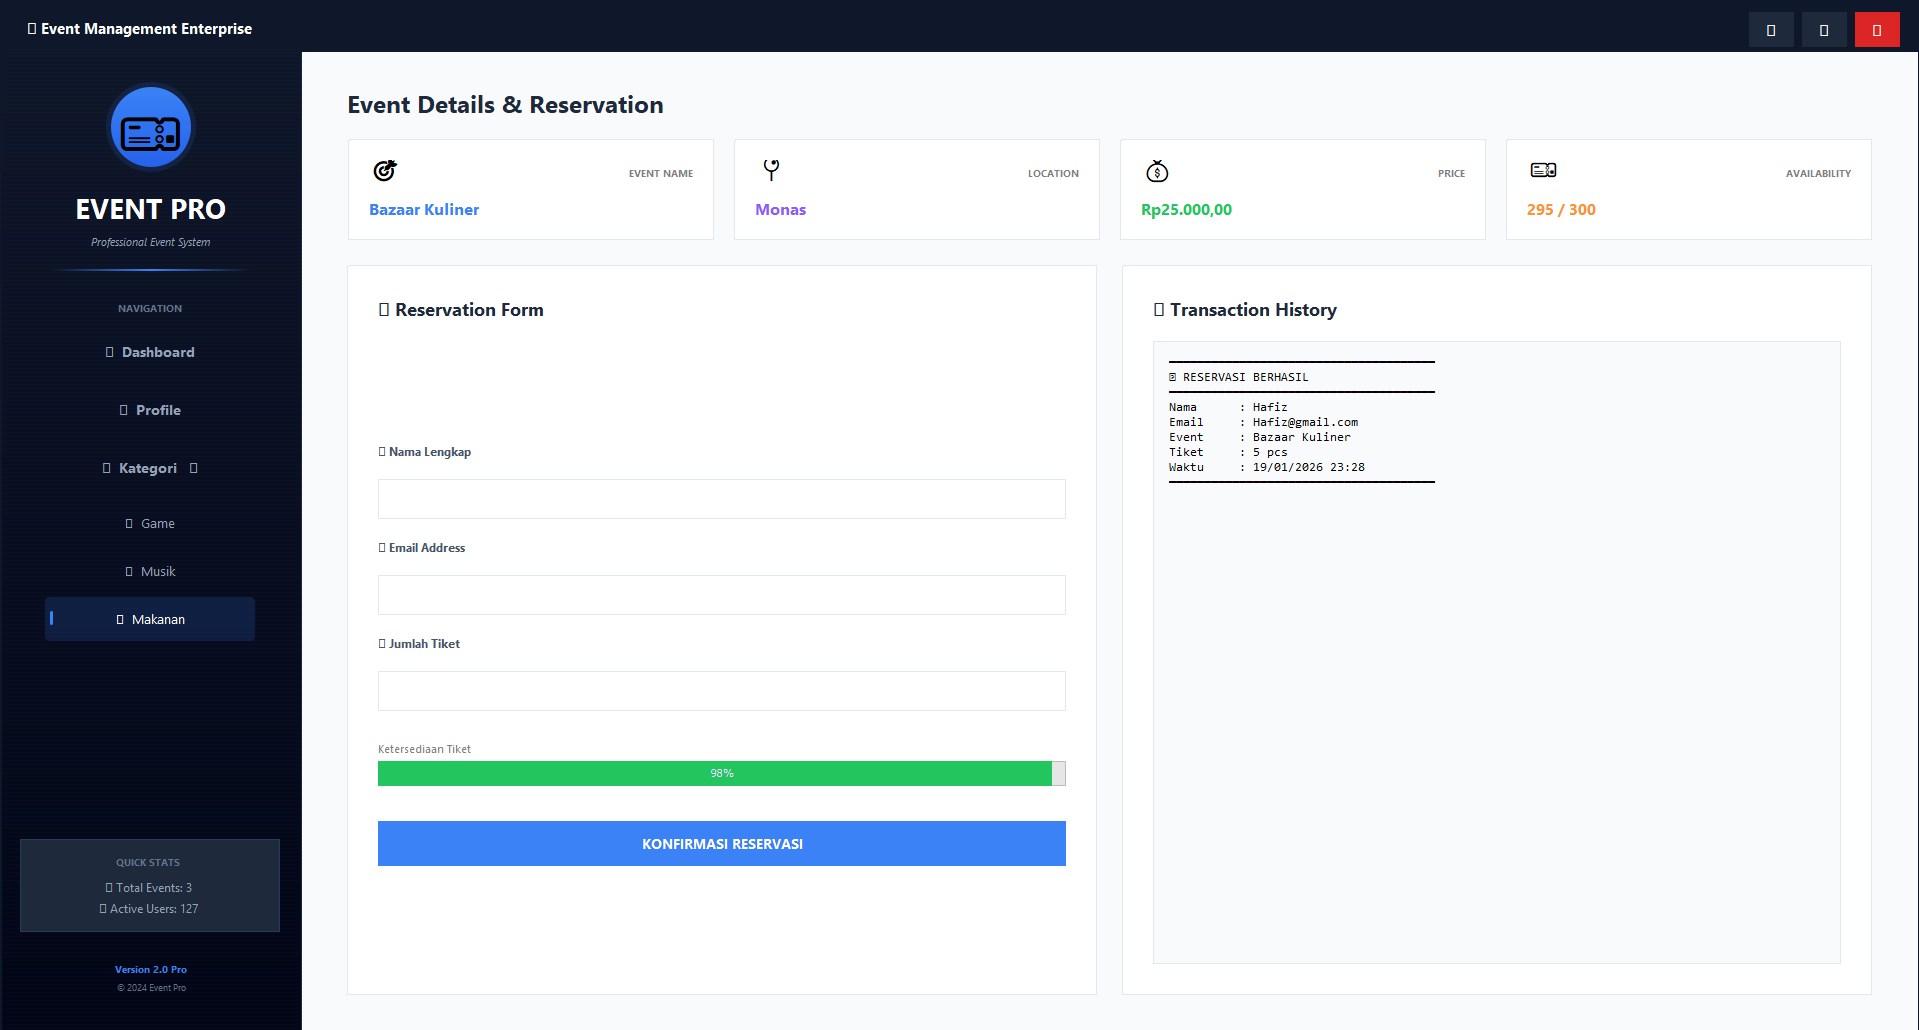 Event Management Enterprise
EVENT PRO
Professional Event System
NAVIGATION
Dashboard
Profile
Kategori
Game
Musik
Makanan
QUICK STATS
Total Events: 3
Active Users: 127
Version 2.0 Pro
© 2024 Event Pro
Event Details & Reservation
EVENT NAME
Bazaar Kuliner
LOCATION
Monas
PRICE
Rp25.000,00
AVAILABILITY
295 / 300
Reservation Form
Nama Lengkap
Email Address
Jumlah Tiket
Ketersediaan Tiket
98%
KONFIRMASI RESERVASI
Transaction History
RESERVASI BERHASIL
Nama : Hafiz
Email : Hafiz@gmail.com
Event : Bazaar Kuliner
Tiket : 5 pcs
Waktu : 19/01/2026 23:28